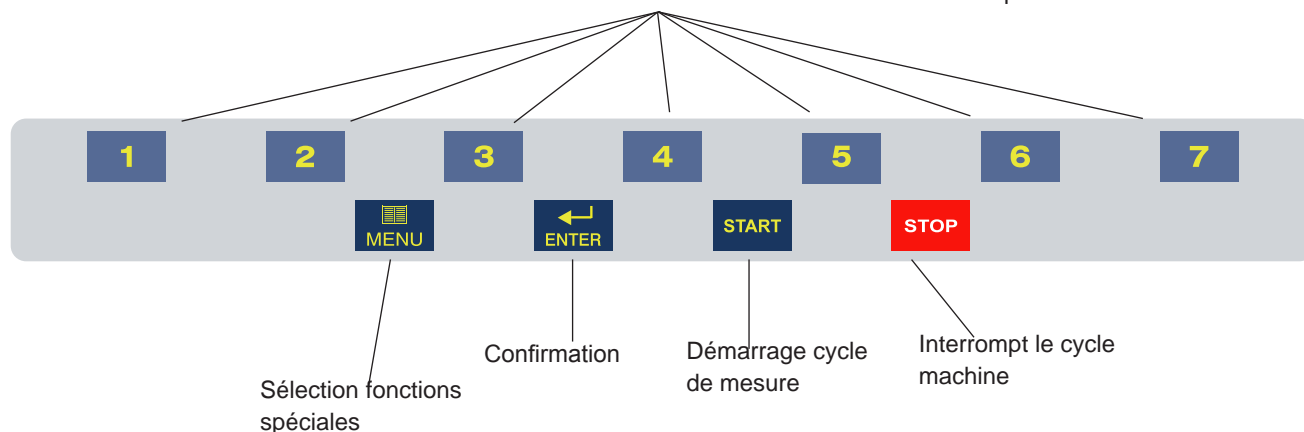 1 2 3 4 5 6 7
MENU ENTER START STOP
Confirmation
Démarrage cycle
de mesure
Interrompt le cycle
machine
Sélection fonctions
spéciales